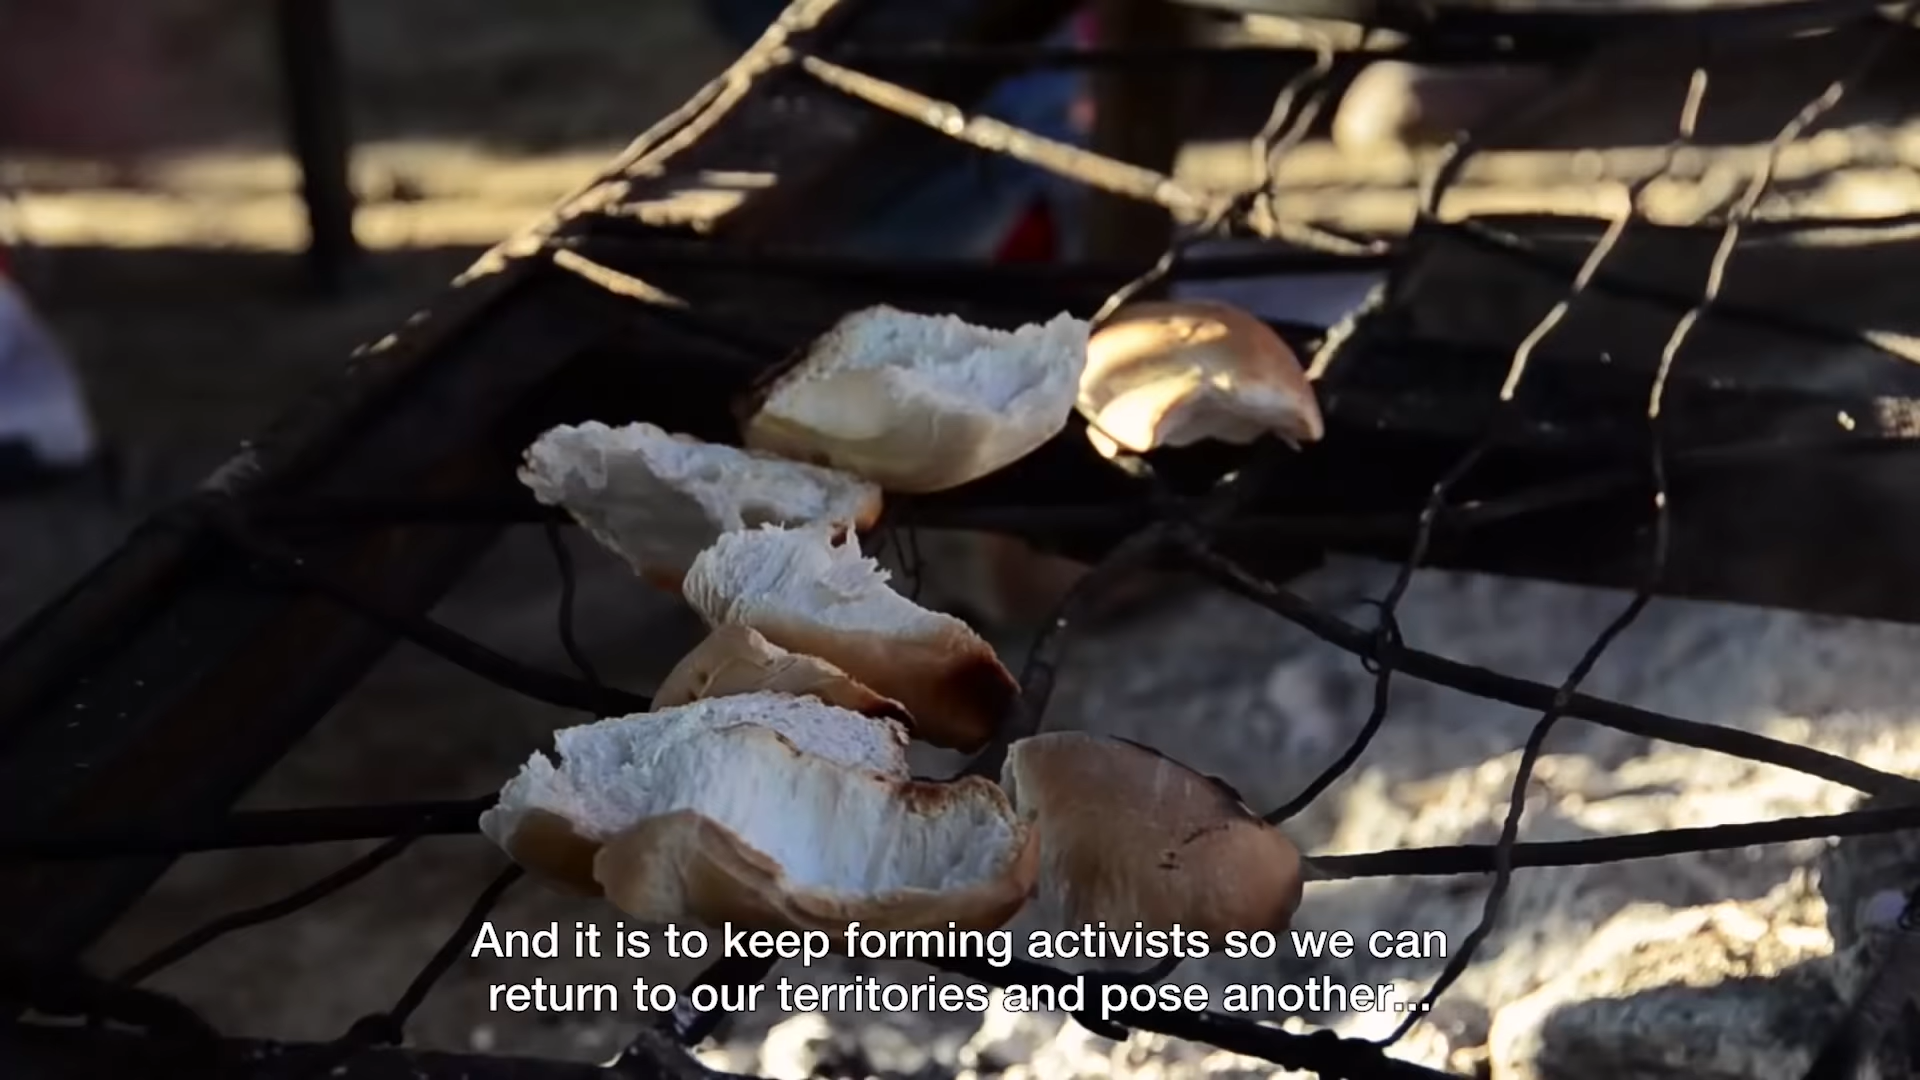 And it is to keep forming activists so we can
return to our territories and pose another...